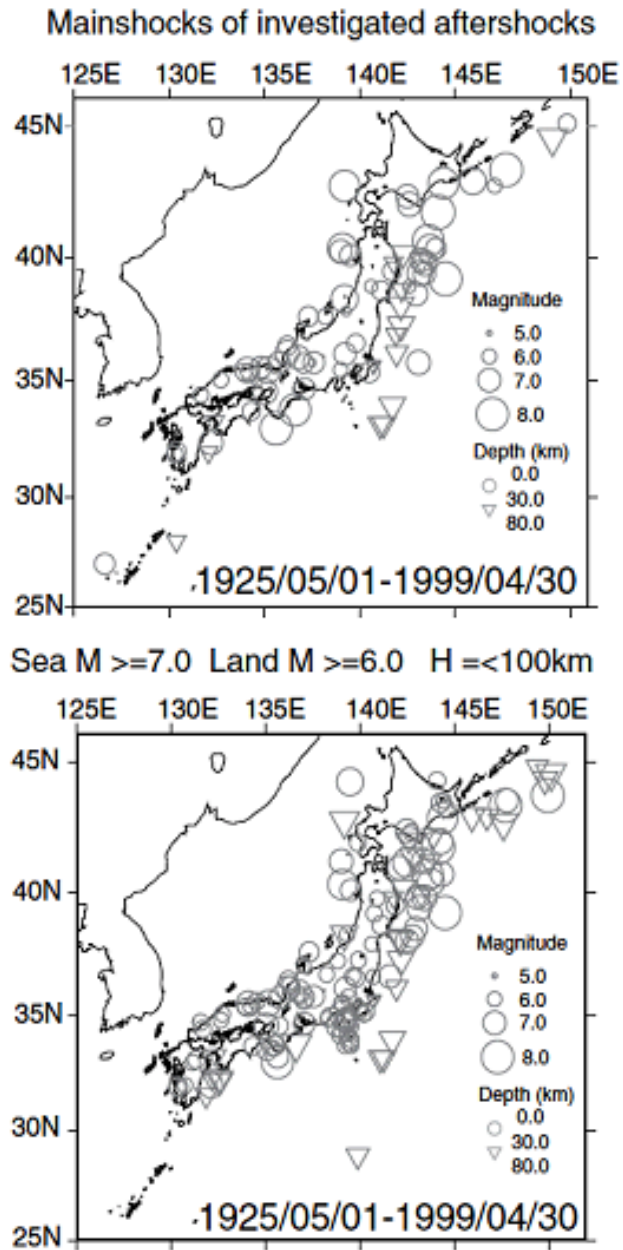 Mainshocks of investigated aftershocks
125E 130E 135E 140E 145E 150E
45N
40N
Magnitude
5.0
6.0
35N
7.0
8.0
Depth (km)
0.0
30.0
30N
80.0
1925/05/01-1999/04/30
25N
Sea M >=7.0 Land M >=6.0 H =<100km
125E 130E 135E 140E 145E 150E
45N
40N
Magnitude
5.0
6.0
35N
7.0
8.0
Depth (km)
0.0
30.0
30N
80.0
1925/05/01-1999/04/30
25N